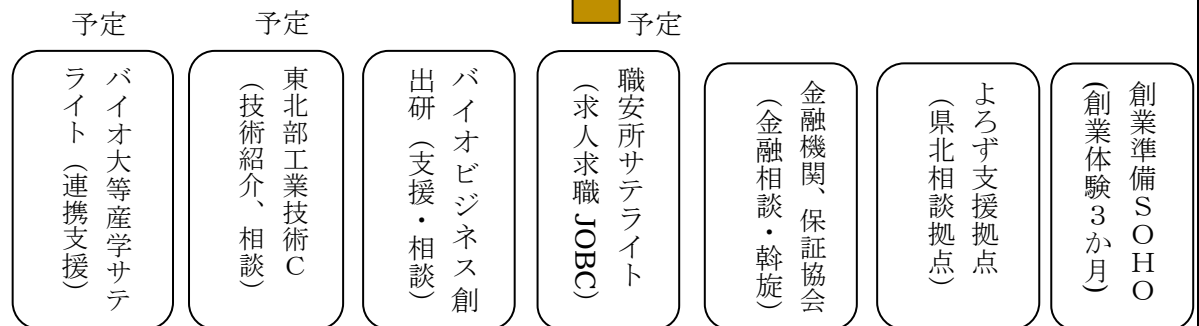 予定
予定
予定
バイオ大等産学サテ
ライト（連携支援）
東北部工業技術Ｃ
（技術紹介、相談）
バイオビジネス創
出研（支援・相談）
職安所サテライト
（求人求職 JOBC）
金融機関、保証協会
（金融相談・斡旋）
よろず支援拠点
（県北相談拠点）
創業準備ＳＯＨＯ
（創業体験３か月）